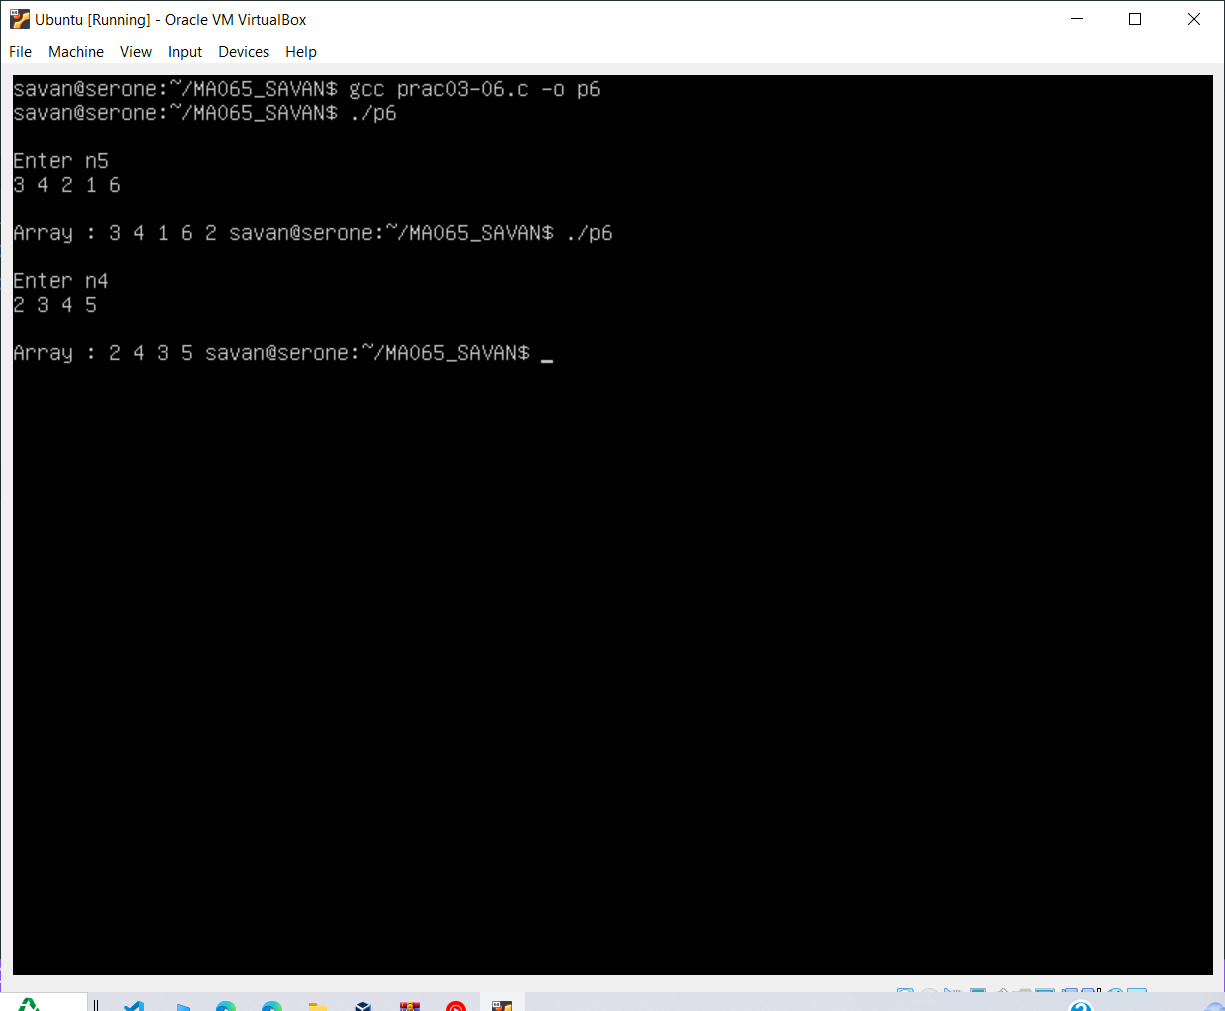 Ubuntu [Running] - Oracle VM VirtualBox
File Machine View Input Devices Help
savan@serone:~/MA065_SAVAN$ gcc prac03-06.c -o p6
savan@serone:~/MA065_SAVAN$ ./p6
Enter n5
3 4 2 1 6
Array : 3 4 1 6 2 savan@serone:~/MA065_SAVAN$ ./p6
Enter n4
2 3 4 5
Array : 2 4 3 5 savan@serone:~/MA065_SAVAN$ _